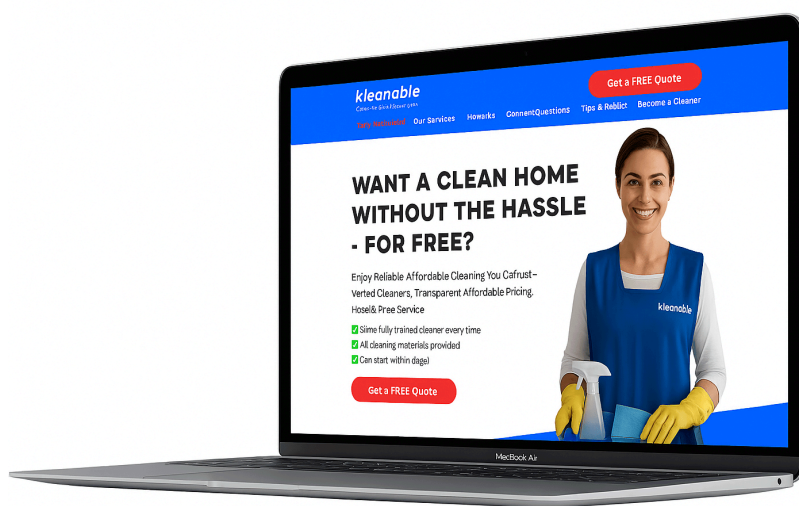 kleanable
Get a FREE Quote
Our Services Howarks ConnentQuestions Tips & Reblict Become a Cleaner
WANT A CLEAN HOME
WITHOUT THE HASSLE
- FOR FREE?
Enjoy Reliable Affordable Cleaning You Cafrust–
Verted Cleaners, Transparent Affordable Pricing.
Hosel& Pree Service
Slime fully trained cleaner every time
All cleaning materials provided
Can start within dage)
Get a FREE Quote
kleanable
MacBook Air